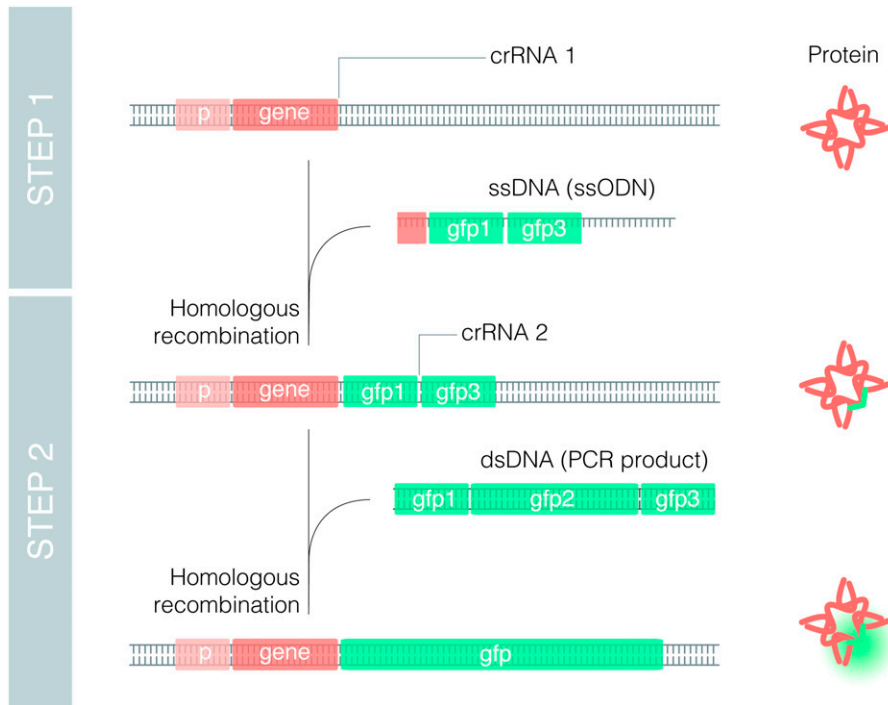 STEP 1
crRNA 1
Protein
p
gene
ssDNA (ssODN)
gfp1
gfp3
Homologous
recombination
STEP 2
crRNA 2
p
gene
gfp1
gfp3
dsDNA (PCR product)
gfp1
gfp2
gfp3
Homologous
recombination
p
gene
gfp